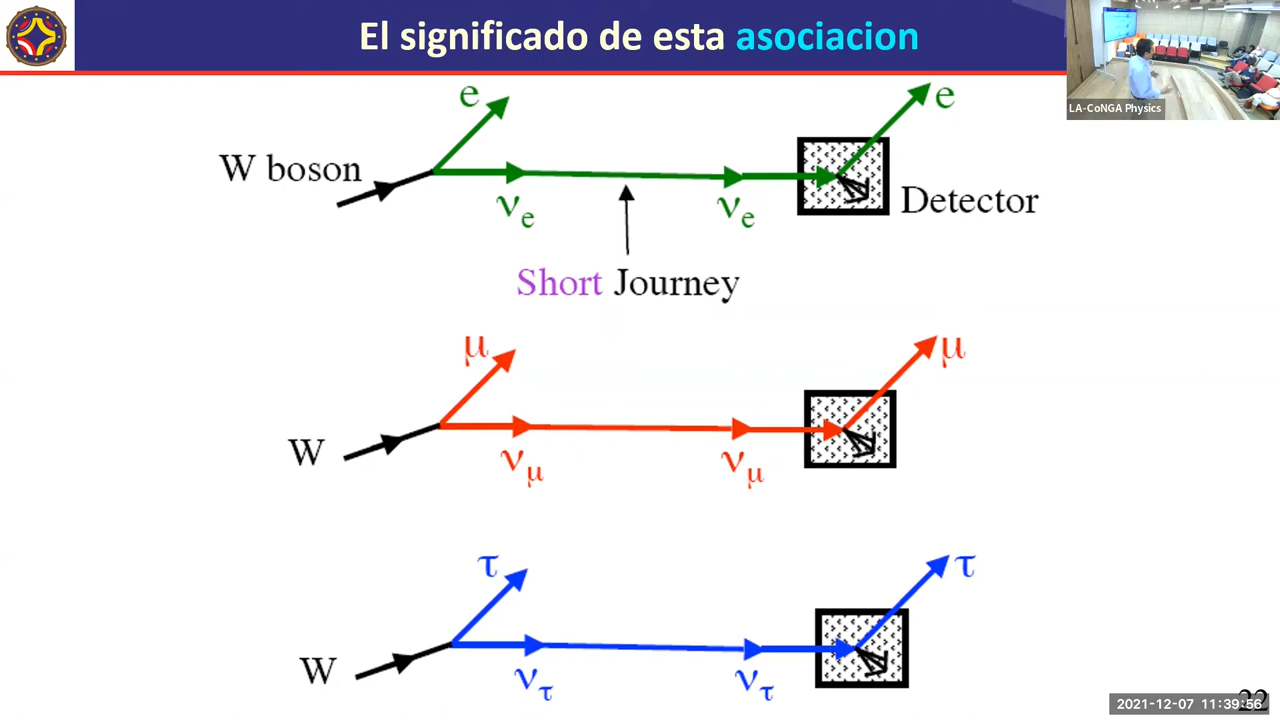 El significado de esta asociacion
LA-CoNGA Physics
e
e
W boson
νe
νe
Detector
Short Journey
μ
μ
W
νμ
νμ
τ
τ
W
ντ
ντ
2021-12-07 11:39:56
22